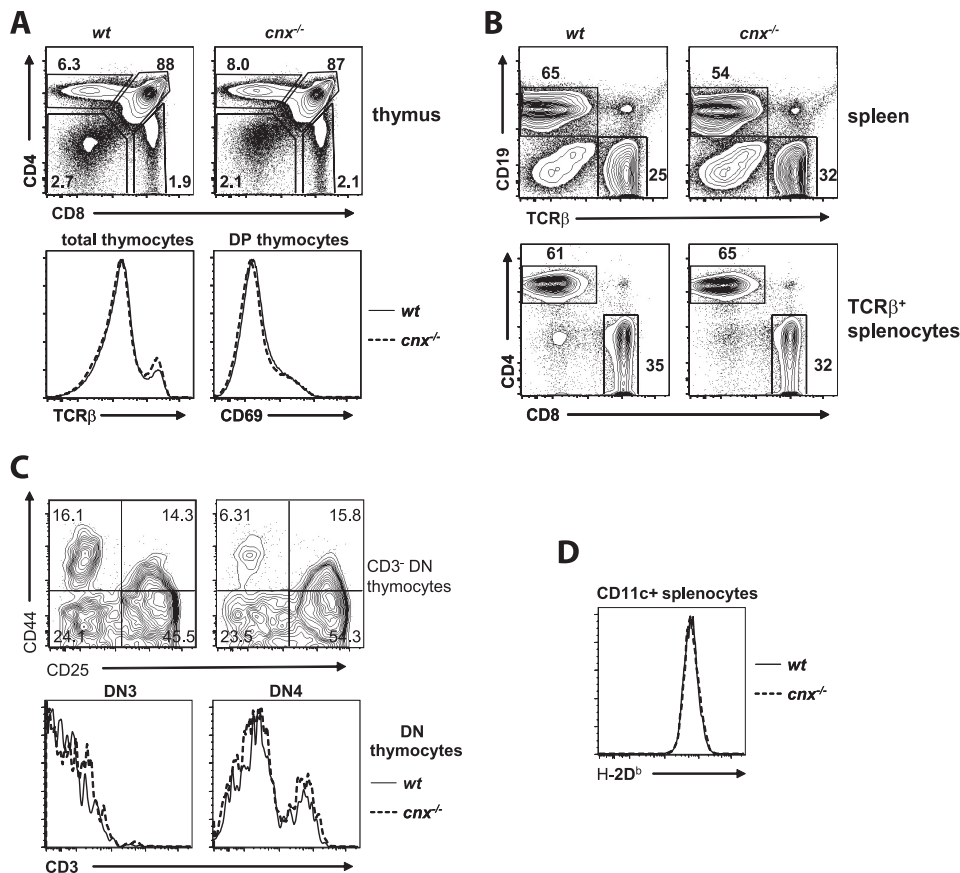 A
wt
cnx-/-
6.3
88
8.0
87
thymus
CD4
2.7
1.9
2.1
2.1
CD8
total thymocytes
DP thymocytes
wt
cnx-/-
TCRβ
CD69
B
wt
cnx-/-
65
54
spleen
CD19
25
32
TCRβ
61
65
TCRβ+
splenocytes
CD4
35
32
CD8
C
16.1
14.3
6.31
15.8
CD3- DN
thymocytes
CD44
24.1
45.5
23.5
54.3
CD25
DN3
DN4
DN
thymocytes
wt
cnx-/-
CD3
D
CD11c+ splenocytes
wt
cnx-/-
H-2Db